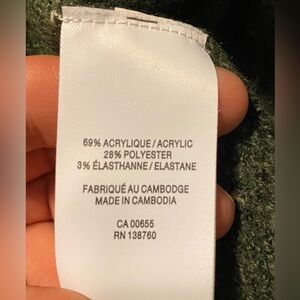 69% ACRYLIQUE / ACRYLIC
28% POLYESTER
3% ÉLASTHANNE / ELASTANE
FABRIQUÉ AU CAMBODGE
MADE IN CAMBODIA
CA 00655
RN 138760